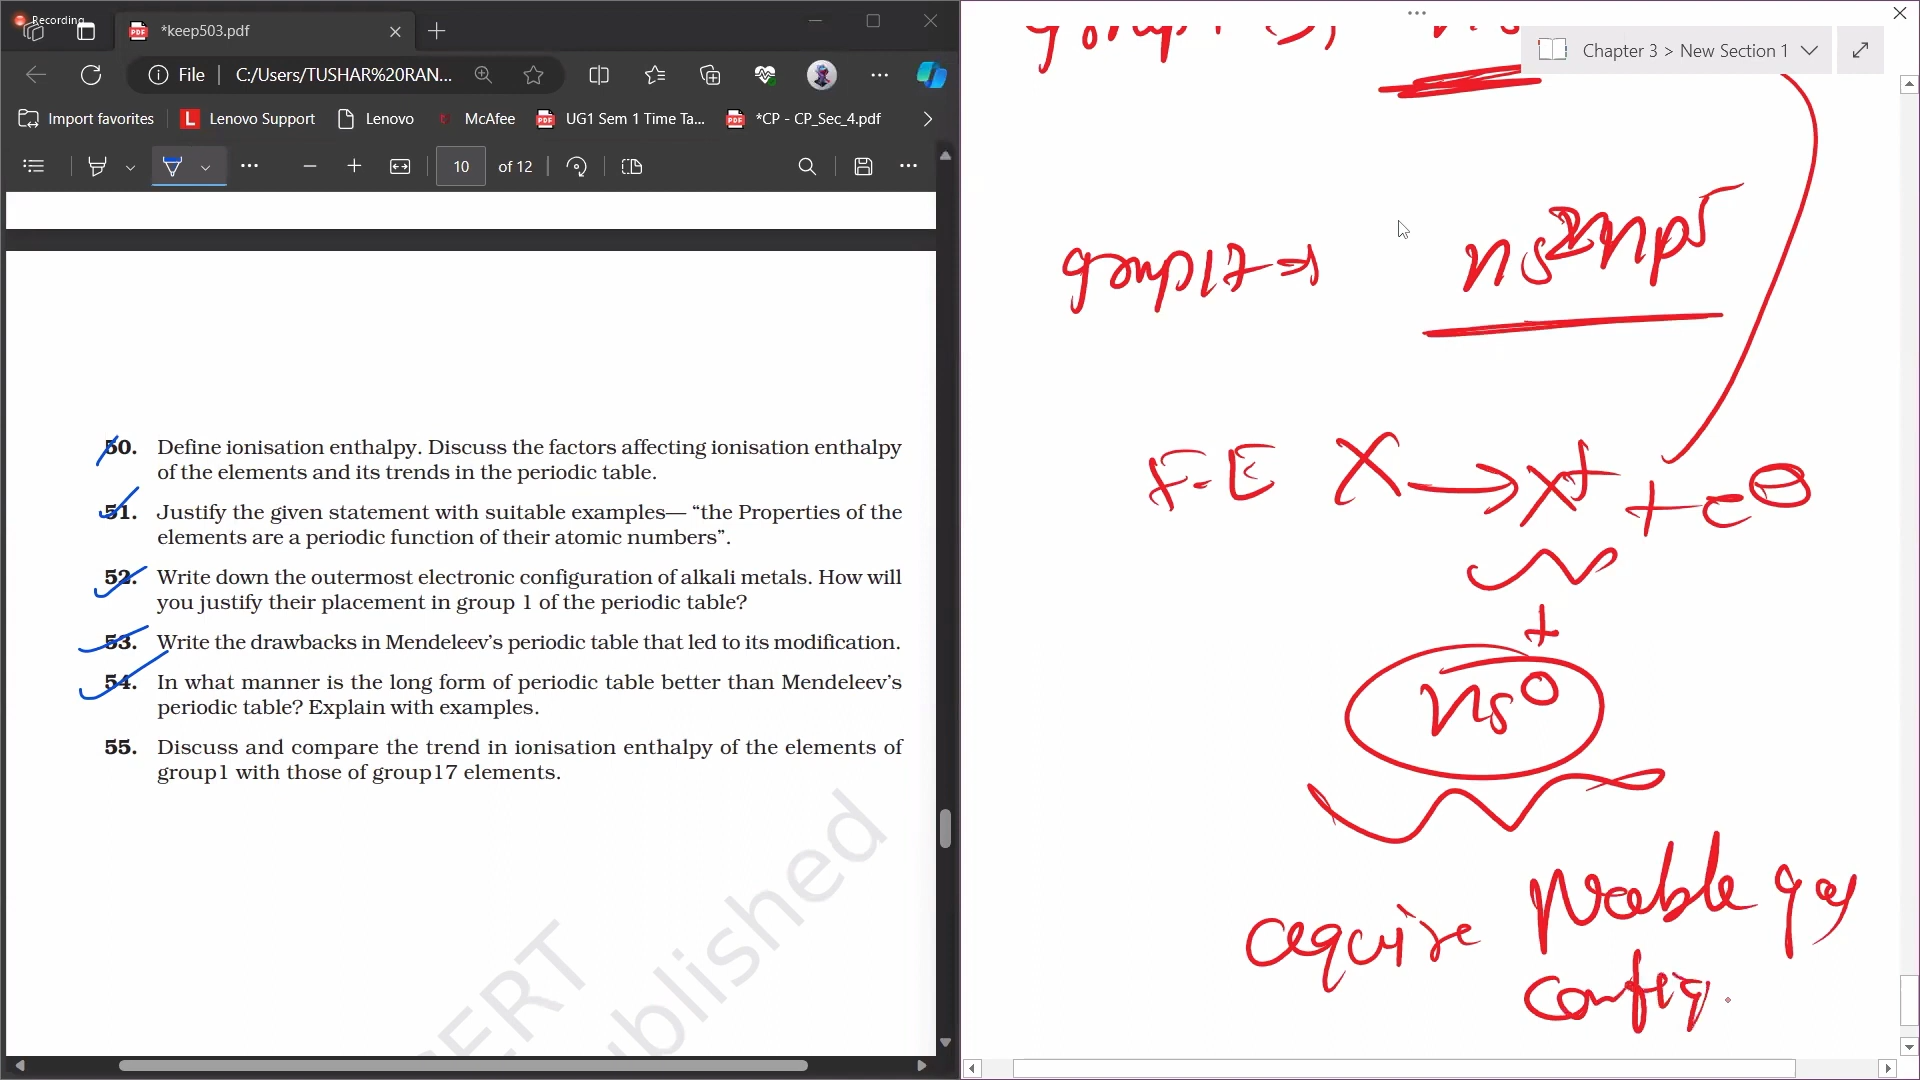 Recording
*keep503.pdf
File
C:/Users/TUSHAR%20RAN...
Import favorites
Lenovo Support
Lenovo
McAfee
UG1 Sem 1 Time Ta...
*CP - CP_Sec_4.pdf
10 of 12
50. Define ionisation enthalpy. Discuss the factors affecting ionisation enthalpy
of the elements and its trends in the periodic table.
51. Justify the given statement with suitable examples— “the Properties of the
elements are a periodic function of their atomic numbers”.
52. Write down the outermost electronic configuration of alkali metals. How will
you justify their placement in group 1 of the periodic table?
53. Write the drawbacks in Mendeleev’s periodic table that led to its modification.
54. In what manner is the long form of periodic table better than Mendeleev’s
periodic table? Explain with examples.
55. Discuss and compare the trend in ionisation enthalpy of the elements of
group1 with those of group17 elements.
Chapter 3 > New Section 1
group 17 => ns2np5
X → X+ + e⊖
+
ns0
acquire Noble gas
config.